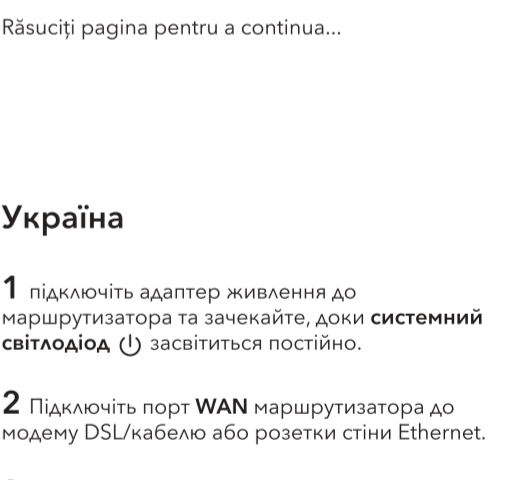 Răsuciți pagina pentru a continua...
Україна
1 підключіть адаптер живлення до
маршрутизатора та зачекайте, доки системний
світлодіод засвітиться постійно.
2 Підключіть порт WAN маршрутизатора до
модему DSL/кабелю або розетки стіни Ethernet.